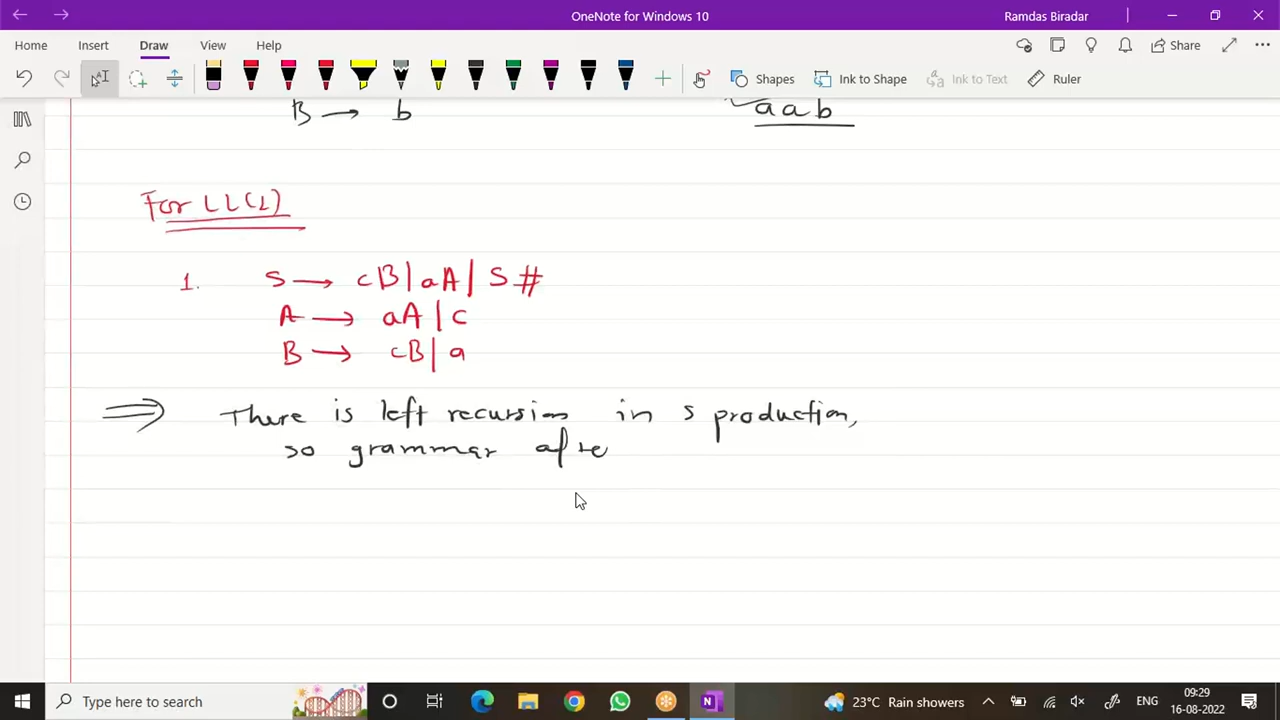 OneNote for Windows 10
Ramdas Biradar
Home Insert Draw View Help
Share
Shapes Ink to Shape Ink to Text Ruler
B → b
aab
For LL(1)
1. S → cB | aA | S#
A → aA | c
B → cB | a
⇒ There is left recursion in S production,
so grammar afte
Type here to search
23°C Rain showers
ENG
09:29
16-08-2022